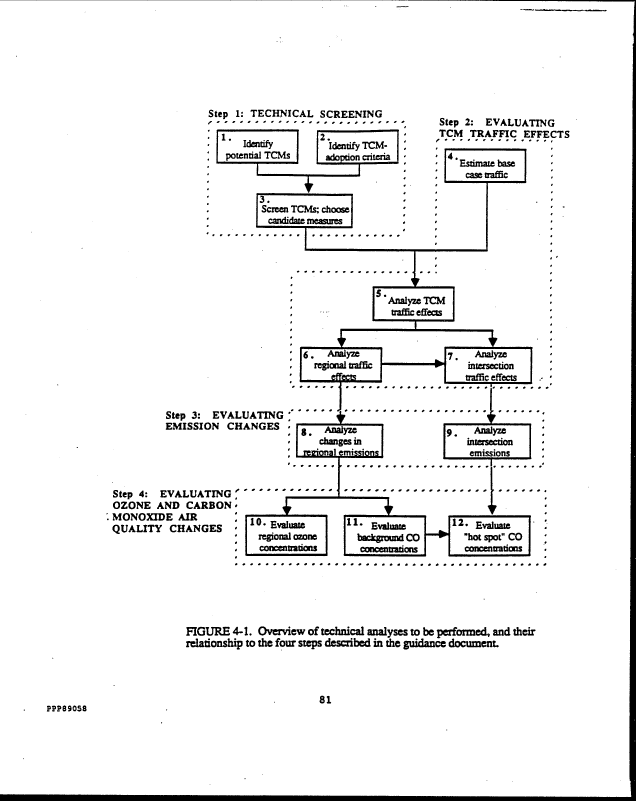 Step 1: TECHNICAL SCREENING
1. Identify
potential TCMs
2. Identify TCM-
adoption criteria
3.
Screen TCMs; choose
candidate measures
Step 2: EVALUATING
TCM TRAFFIC EFFECTS
4. Estimate base
case traffic
5. Analyze TCM
traffic effects
6. Analyze
regional traffic
effects
7. Analyze
intersection
traffic effects
Step 3: EVALUATING
EMISSION CHANGES
8. Analyze
changes in
regional emissions
9. Analyze
intersection
emissions
Step 4: EVALUATING
OZONE AND CARBON
MONOXIDE AIR
QUALITY CHANGES
10. Evaluate
regional ozone
concentrations
11. Evaluate
background CO
concentrations
12. Evaluate
"hot spot" CO
concentrations
FIGURE 4-1. Overview of technical analyses to be performed, and their
relationship to the four steps described in the guidance document.
81
PPP89058